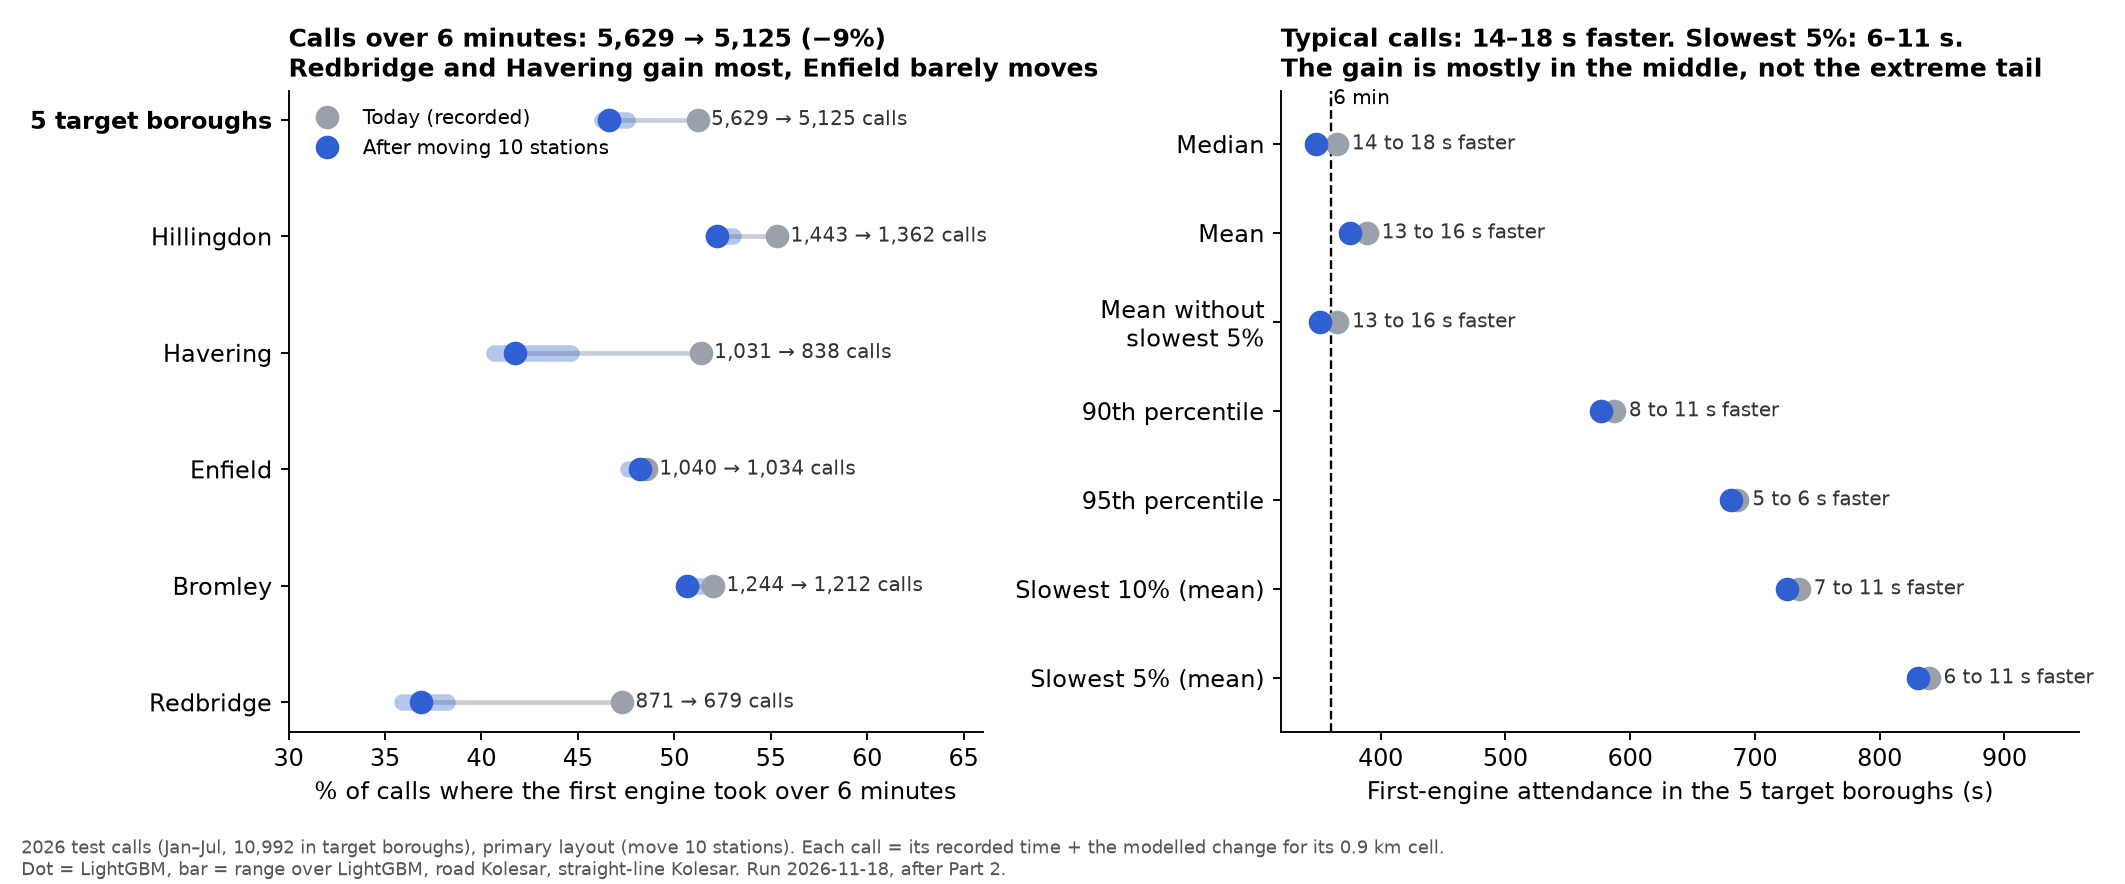 Calls over 6 minutes: 5,629 → 5,125 (−9%)
Redbridge and Havering gain most, Enfield barely moves
5 target boroughs
Today (recorded)
After moving 10 stations
5,629 → 5,125 calls
Hillingdon
1,443 → 1,362 calls
Havering
1,031 → 838 calls
Enfield
1,040 → 1,034 calls
Bromley
1,244 → 1,212 calls
Redbridge
871 → 679 calls
30 35 40 45 50 55 60 65
% of calls where the first engine took over 6 minutes
Typical calls: 14–18 s faster. Slowest 5%: 6–11 s.
The gain is mostly in the middle, not the extreme tail
6 min
Median
14 to 18 s faster
Mean
13 to 16 s faster
Mean without
slowest 5%
13 to 16 s faster
90th percentile
8 to 11 s faster
95th percentile
5 to 6 s faster
Slowest 10% (mean)
7 to 11 s faster
Slowest 5% (mean)
6 to 11 s faster
400 500 600 700 800 900
First-engine attendance in the 5 target boroughs (s)
2026 test calls (Jan–Jul, 10,992 in target boroughs), primary layout (move 10 stations). Each call = its recorded time + the modelled change for its 0.9 km cell.
Dot = LightGBM, bar = range over LightGBM, road Kolesar, straight-line Kolesar. Run 2026-11-18, after Part 2.